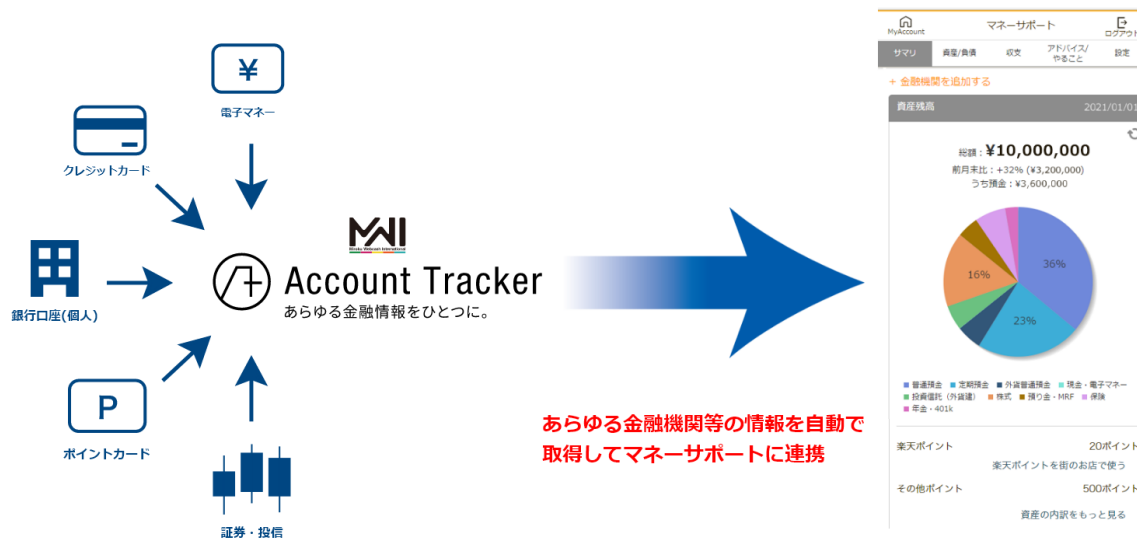 ¥
電子マネー
クレジットカード
銀行口座(個人)
P
ポイントカード
証券・投信
MWI
Account Tracker
あらゆる金融情報をひとつに。
あらゆる金融機関等の情報を自動で
取得してマネーサポートに連携
MyAccount
マネーサポート
ログアウト
サマリ 資産/負債 収支 アドバイス/やること 設定
+ 金融機関を追加する
資産残高 2021/01/01
総額:¥10,000,000
前月末比:+32% (¥3,200,000)
うち預金:¥3,600,000
36%
16%
23%
普通預金 定期預金 外貨普通預金 現金・電子マネー
投資信託(外貨建) 株式 預り金・MRF 保険
年金・401k
楽天ポイント 20ポイント
楽天ポイントを街のお店で使う
その他ポイント 500ポイント
資産の内訳をもっと見る